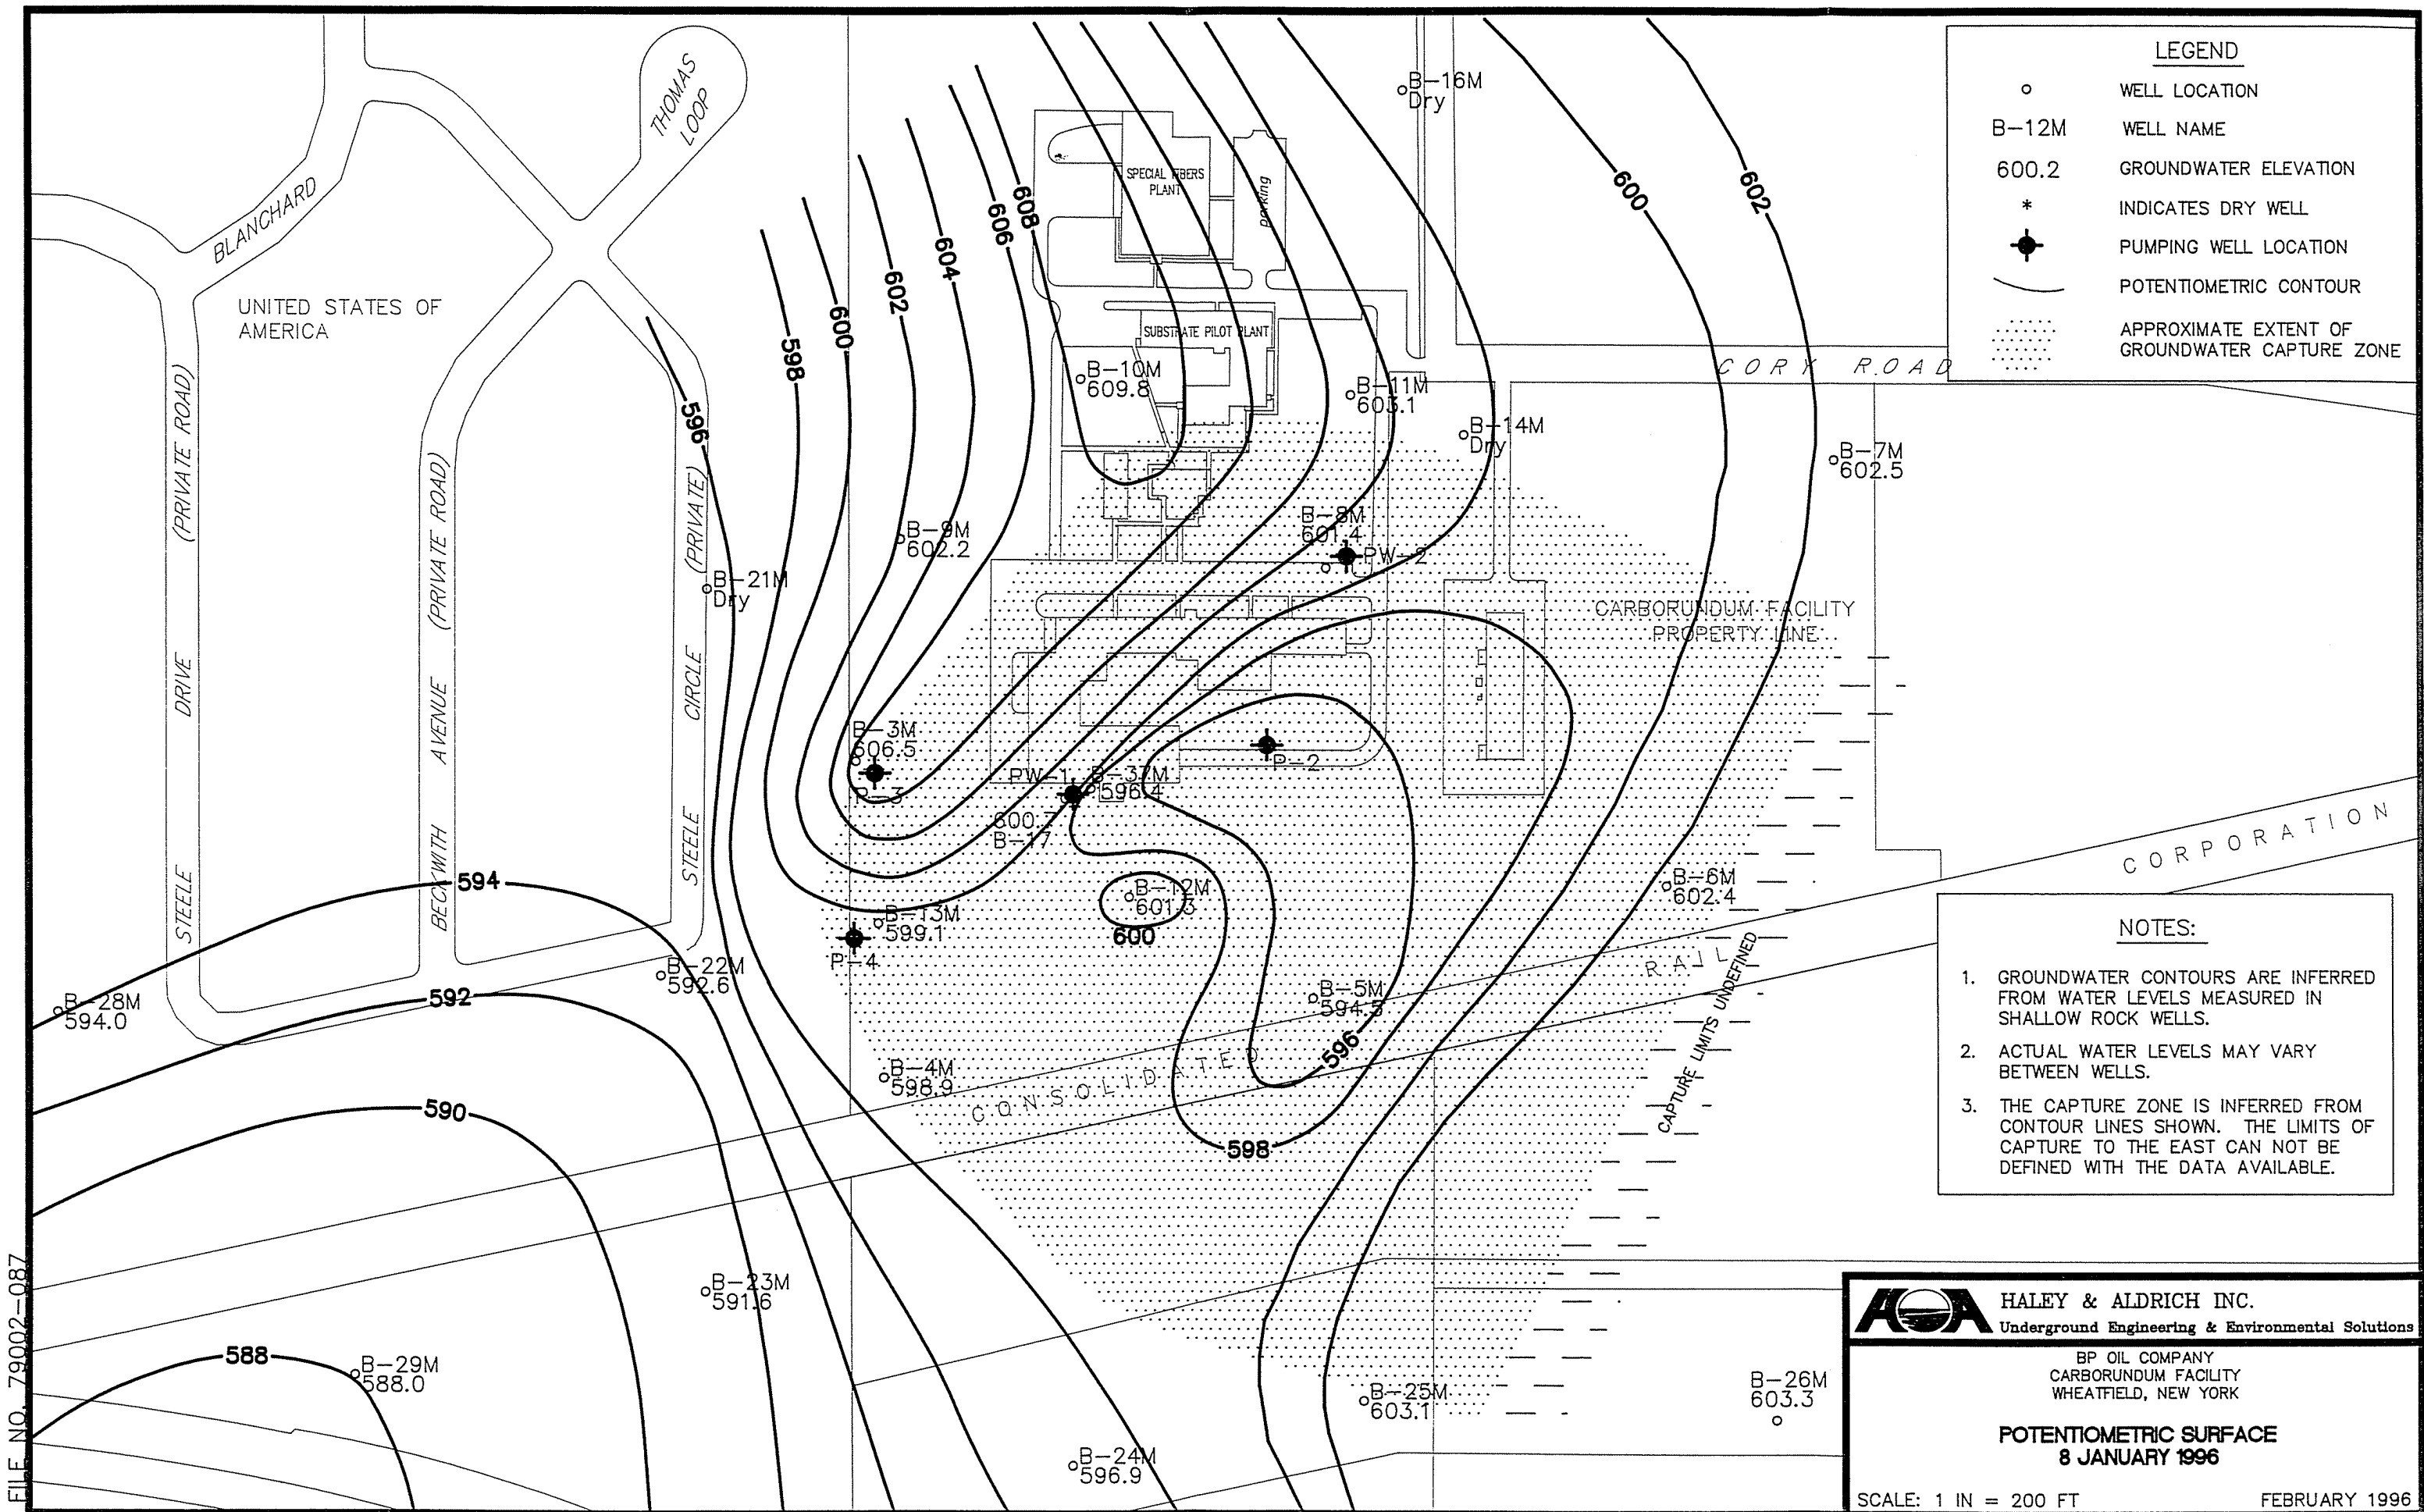 THOMAS
LOOP
BLANCHARD
UNITED STATES OF
AMERICA
STEELE DRIVE (PRIVATE ROAD)
BECKWITH AVENUE (PRIVATE ROAD)
STEELE CIRCLE (PRIVATE)
596
598
600
602
604
606
608
600
602
SPECIAL FIBERS
PLANT
parking
SUBSTRATE PILOT PLANT
B-16M
Dry
B-10M
609.8
B-11M
603.1
B-14M
Dry
B-7M
602.5
CORY ROAD
B-9M
602.2
B-21M
Dry
B-8M
601.4
PW-2
CARBORUNDUM FACILITY
PROPERTY LINE
B-3M
606.5
P-3
PW-1
B-37M
596.4
P-2
600.7
B-17
B-12M
601.3
600
B-13M
599.1
P-4
B-6M
602.4
594
B-22M
592.6
592
B-28M
594.0
B-5M
594.5
596
B-4M
598.9
598
590
CONSOLIDATED RAIL CORPORATION
CAPTURE LIMITS UNDEFINED
B-23M
591.6
588
B-29M
588.0
B-24M
596.9
B-25M
603.1
B-26M
603.3
LEGEND
WELL LOCATION
B-12M WELL NAME
600.2 GROUNDWATER ELEVATION
* INDICATES DRY WELL
PUMPING WELL LOCATION
POTENTIOMETRIC CONTOUR
APPROXIMATE EXTENT OF
GROUNDWATER CAPTURE ZONE
NOTES:
1. GROUNDWATER CONTOURS ARE INFERRED
FROM WATER LEVELS MEASURED IN
SHALLOW ROCK WELLS.
2. ACTUAL WATER LEVELS MAY VARY
BETWEEN WELLS.
3. THE CAPTURE ZONE IS INFERRED FROM
CONTOUR LINES SHOWN. THE LIMITS OF
CAPTURE TO THE EAST CAN NOT BE
DEFINED WITH THE DATA AVAILABLE.
HALEY & ALDRICH INC.
Underground Engineering & Environmental Solutions
BP OIL COMPANY
CARBORUNDUM FACILITY
WHEATFIELD, NEW YORK
POTENTIOMETRIC SURFACE
8 JANUARY 1996
SCALE: 1 IN = 200 FT FEBRUARY 1996
FILE NO. 79002-087